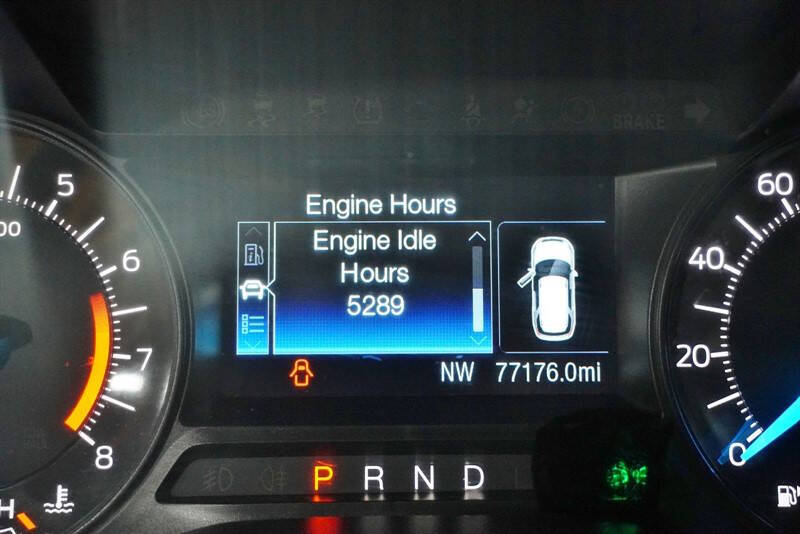 BRAKE
Engine Hours
Engine Idle
Hours
5289
NW 77176.0mi
5
6
7
8
60
40
20
0
P R N D
H